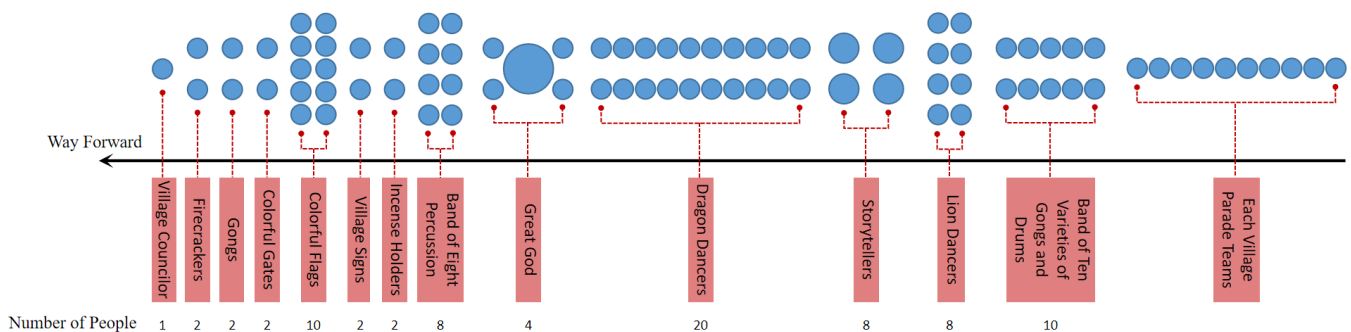 Way Forward
Village Councilor
Firecrackers
Gongs
Colorful Gates
Colorful Flags
Village Signs
Incense Holders
Band of Eight
Percussion
Great God
Dragon Dancers
Storytellers
Lion Dancers
Band of Ten
Varieties of
Gongs and
Drums
Each Village
Parade Teams
Number of People 1 2 2 2 10 2 2 8 4 20 8 8 10